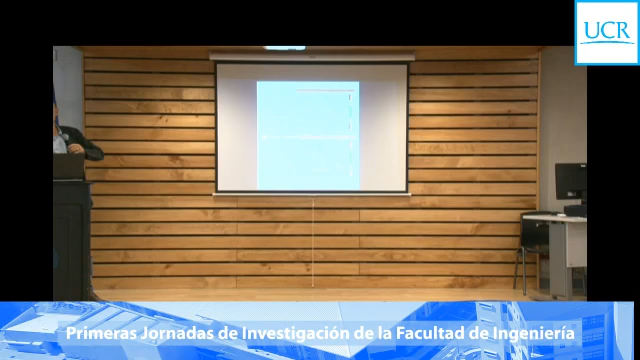 UCR
Primeras Jornadas de Investigación de la Facultad de Ingeniería